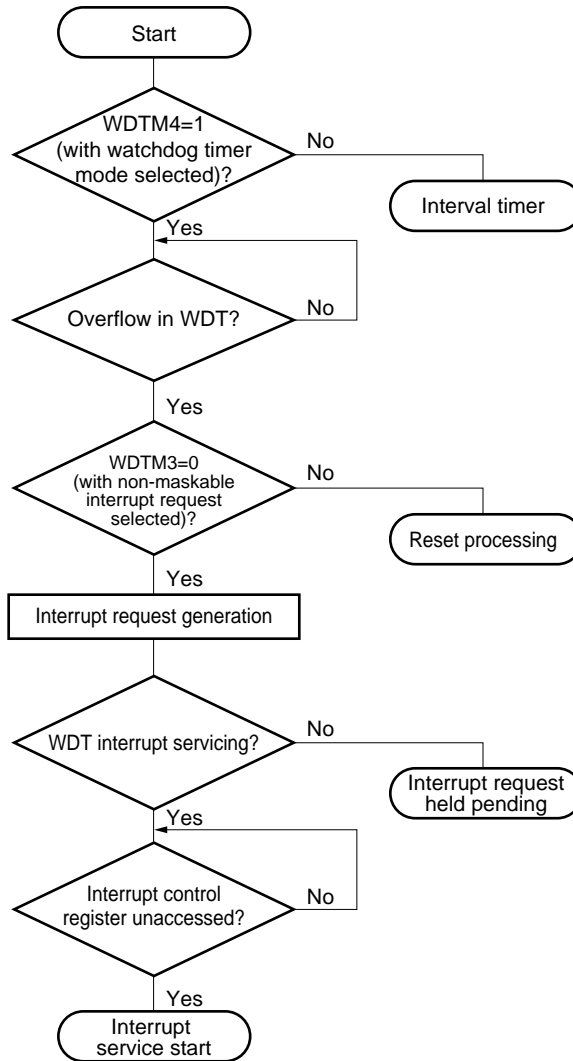 Start
WDTM4=1
(with watchdog timer
mode selected)?
No
Interval timer
Yes
Overflow in WDT?
No
Yes
WDTM3=0
(with non-maskable
interrupt request
selected)?
No
Reset processing
Yes
Interrupt request generation
WDT interrupt servicing?
No
Interrupt request
held pending
Yes
Interrupt control
register unaccessed?
No
Yes
Interrupt
service start